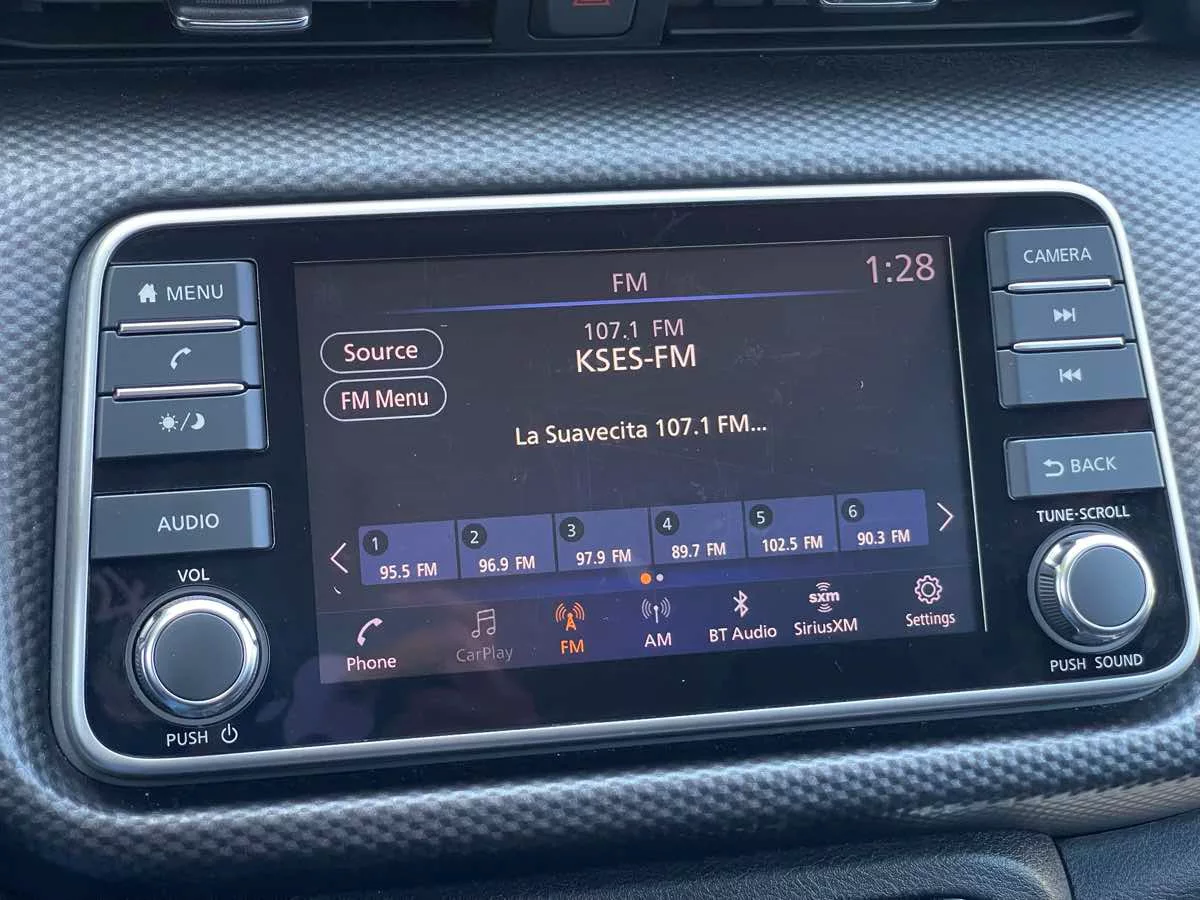 MENU
AUDIO
VOL
PUSH
FM
1:28
Source
FM Menu
107.1 FM
KSES-FM
La Suavecita 107.1 FM...
1 95.5 FM
2 96.9 FM
3 97.9 FM
4 89.7 FM
5 102.5 FM
6 90.3 FM
Phone
CarPlay
FM
AM
BT Audio
sxm
SiriusXM
Settings
CAMERA
BACK
TUNE·SCROLL
PUSH SOUND